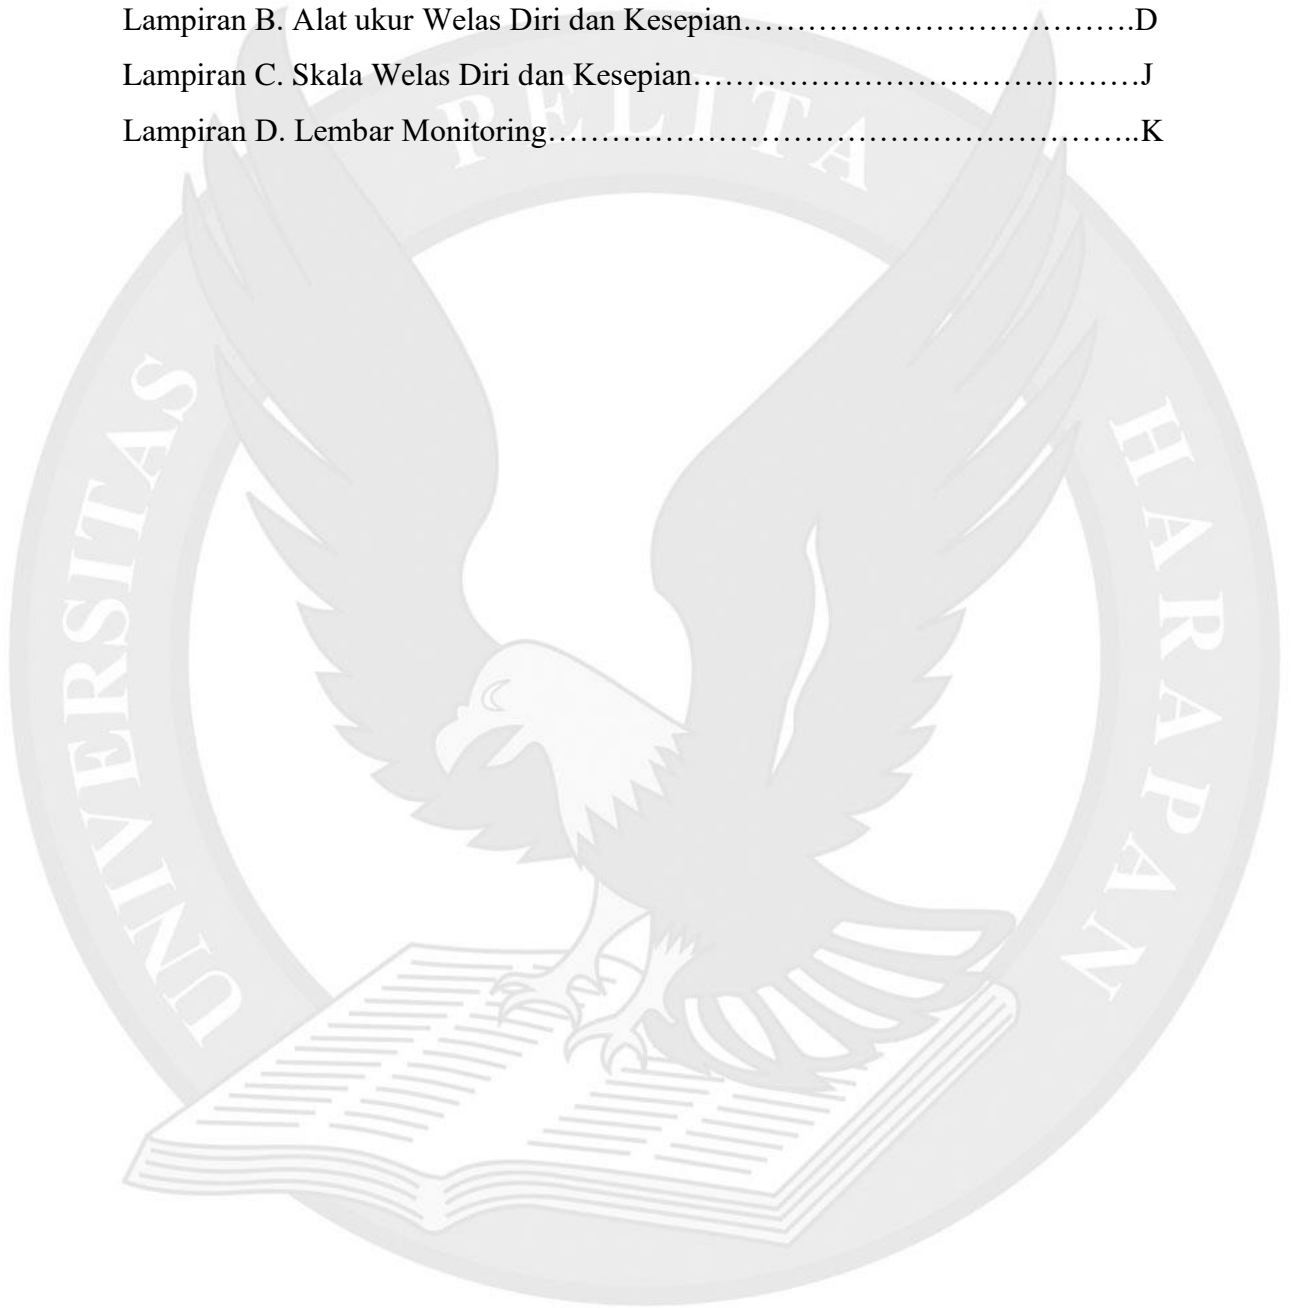 Lampiran B. Alat ukur Welas Diri dan Kesepian……………………………….D
Lampiran C. Skala Welas Diri dan Kesepian……………………………………J
Lampiran D. Lembar Monitoring………………………………………………..K
UNIVERSITAS PELITA HARAPAN